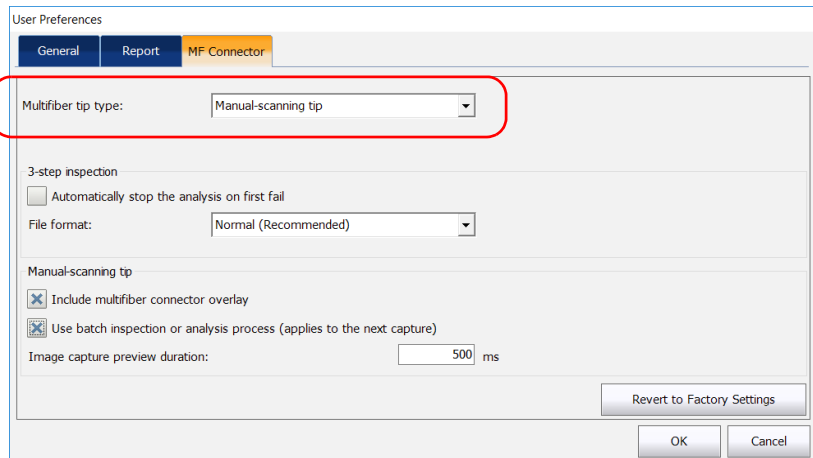 User Preferences
General Report MF Connector
Multifiber tip type: Manual-scanning tip
3-step inspection
Automatically stop the analysis on first fail
File format: Normal (Recommended)
Manual-scanning tip
Include multifiber connector overlay
Use batch inspection or analysis process (applies to the next capture)
Image capture preview duration: 500 ms
Revert to Factory Settings
OK Cancel